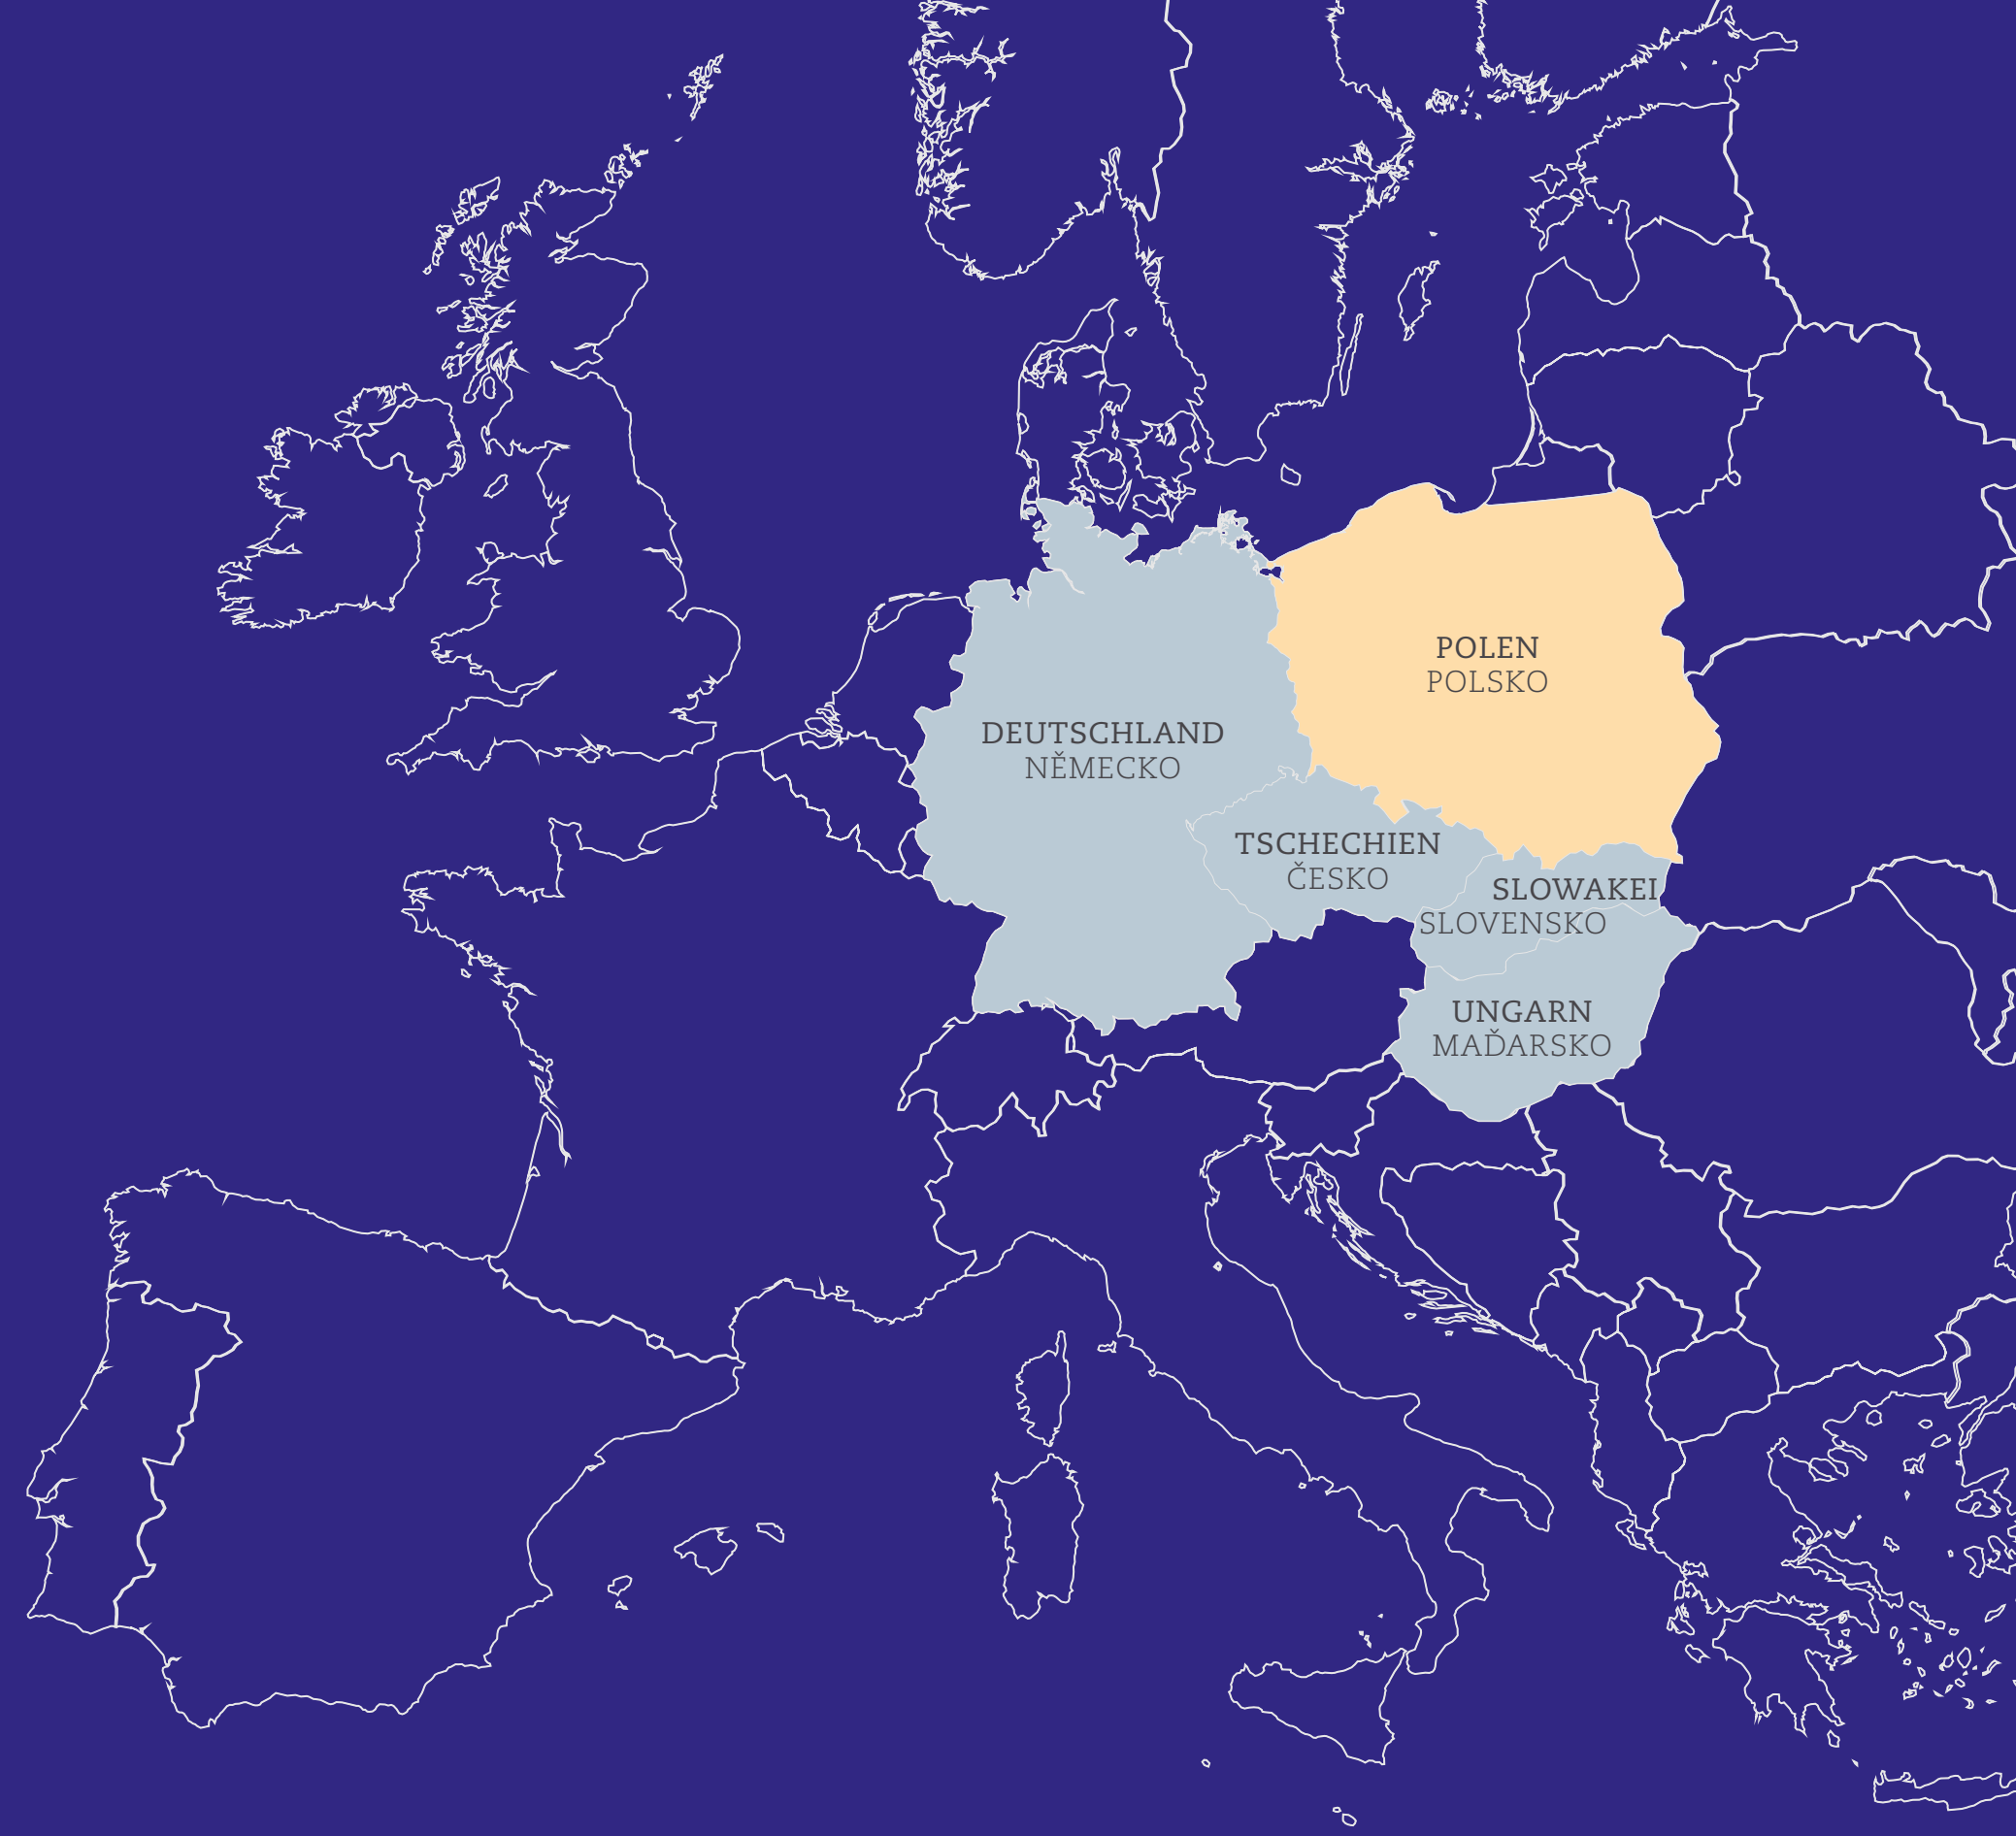 POLEN
POLSKO
DEUTSCHLAND
NĚMECKO
TSCHECHIEN
ČESKO
SLOWAKEI
SLOVENSKO
UNGARN
MAĎARSKO